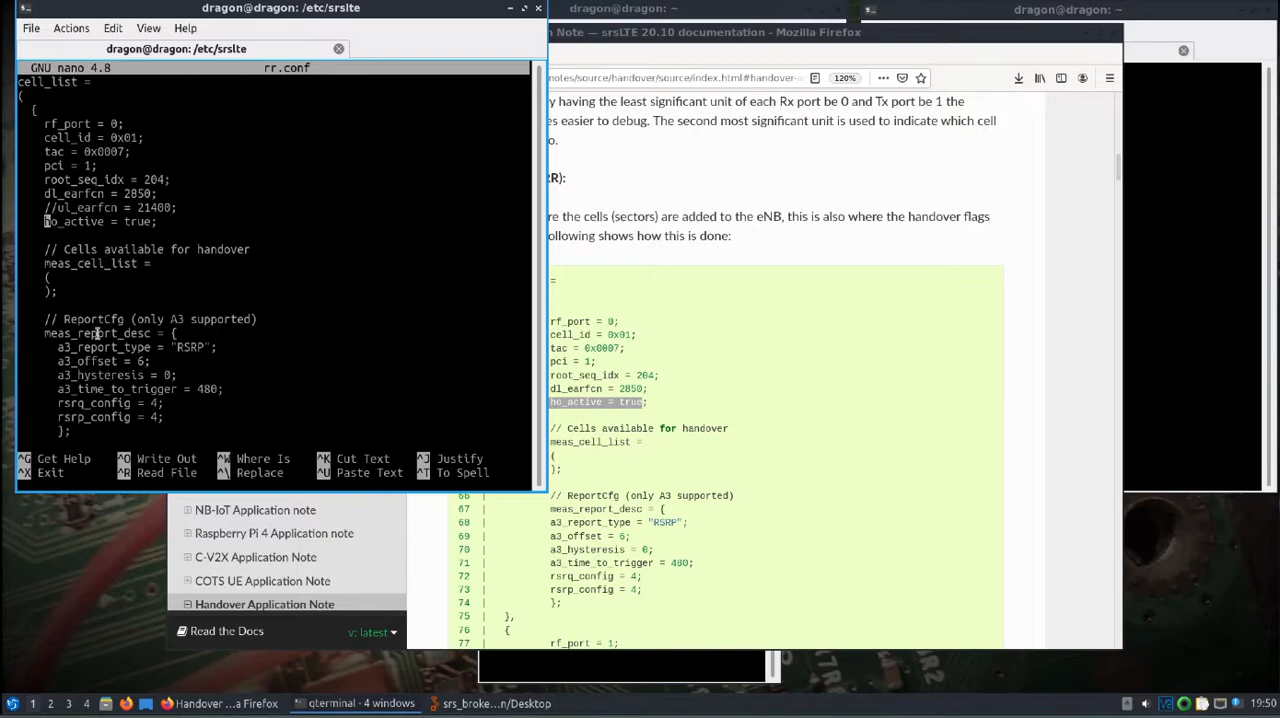 dragon@dragon: /etc/srslte
File Actions Edit View Help
dragon@dragon: /etc/srslte
GNU nano 4.8 rr.conf
cell_list =
(
{
rf_port = 0;
cell_id = 0x01;
tac = 0x0007;
pci = 1;
root_seq_idx = 204;
dl_earfcn = 2850;
//ul_earfcn = 21400;
ho_active = true;
// Cells available for handover
meas_cell_list =
(
);
// ReportCfg (only A3 supported)
meas_report_desc = {
a3_report_type = "RSRP";
a3_offset = 6;
a3_hysteresis = 0;
a3_time_to_trigger = 480;
rsrq_config = 4;
rsrp_config = 4;
};
^G Get Help ^O Write Out ^W Where Is ^K Cut Text ^J Justify
^X Exit ^R Read File ^\ Replace ^U Paste Text ^T To Spell
dragon@dragon: ~
dragon@dragon: ~
n Note — srsLTE 20.10 documentation - Mozilla Firefox
notes/source/handover/source/index.html#handover- 120%
y having the least significant unit of each Rx port be 0 and Tx port be 1 the
es easier to debug. The second most significant unit is used to indicate which cell
o.
RR):
re the cells (sectors) are added to the eNB, this is also where the handover flags
ollowing shows how this is done:
=
rf_port = 0;
cell_id = 0x01;
tac = 0x0007;
pci = 1;
root_seq_idx = 204;
dl_earfcn = 2850;
ho_active = true;
// Cells available for handover
meas_cell_list =
(
);
66 | // ReportCfg (only A3 supported)
67 | meas_report_desc = {
68 | a3_report_type = "RSRP";
69 | a3_offset = 6;
70 | a3_hysteresis = 0;
71 | a3_time_to_trigger = 480;
72 | rsrq_config = 4;
73 | rsrp_config = 4;
74 | };
75 | },
76 | {
77 | rf_port = 1;
NB-IoT Application note
Raspberry Pi 4 Application note
C-V2X Application Note
COTS UE Application Note
Handover Application Note
Read the Docs v: latest
1 2 3 4 Handover ...a Firefox qterminal - 4 windows srs_broke...n/Desktop 19:50